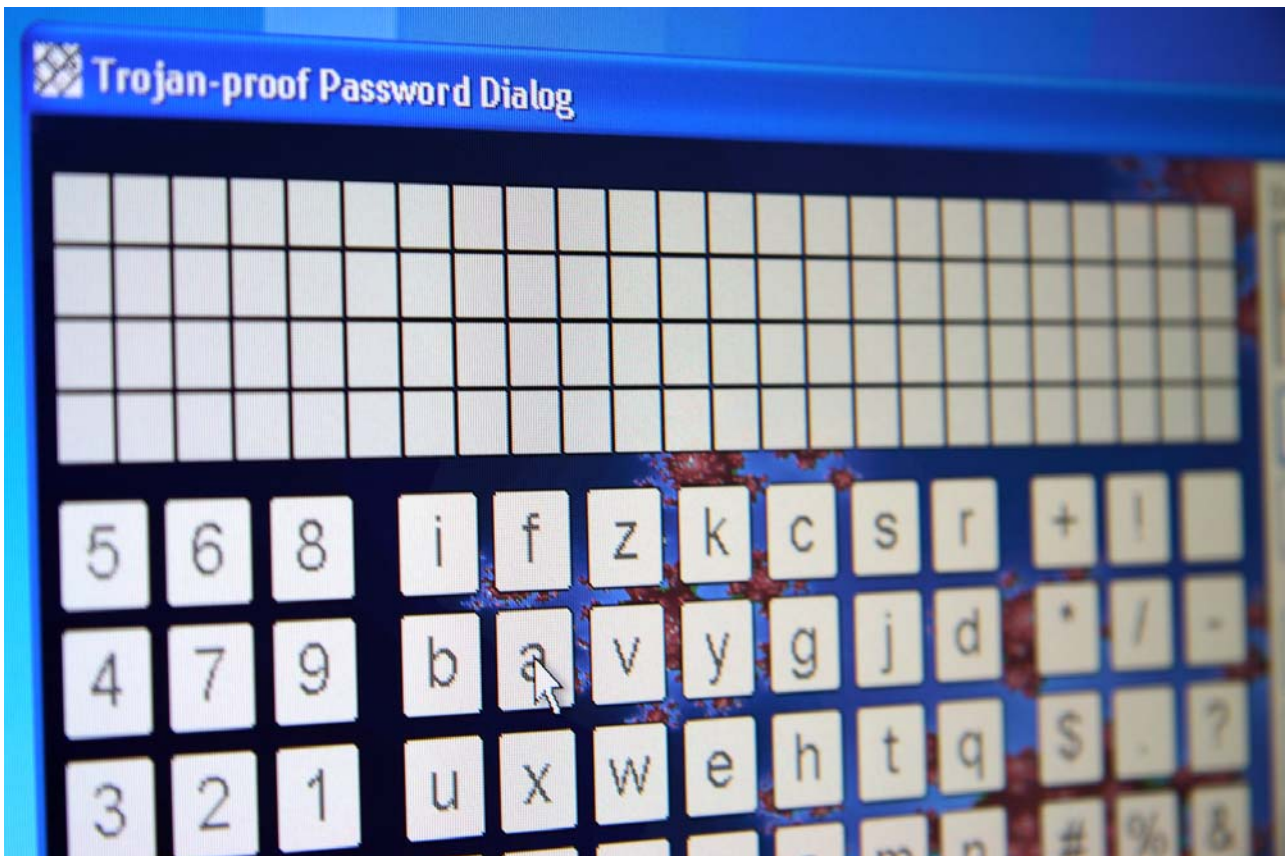 Trojan-proof Password Dialog
5 6 8 i f z k c s r + !
4 7 9 b a v y g j d * / -
3 2 1 u x w e h t q $ . ?
m n # % &